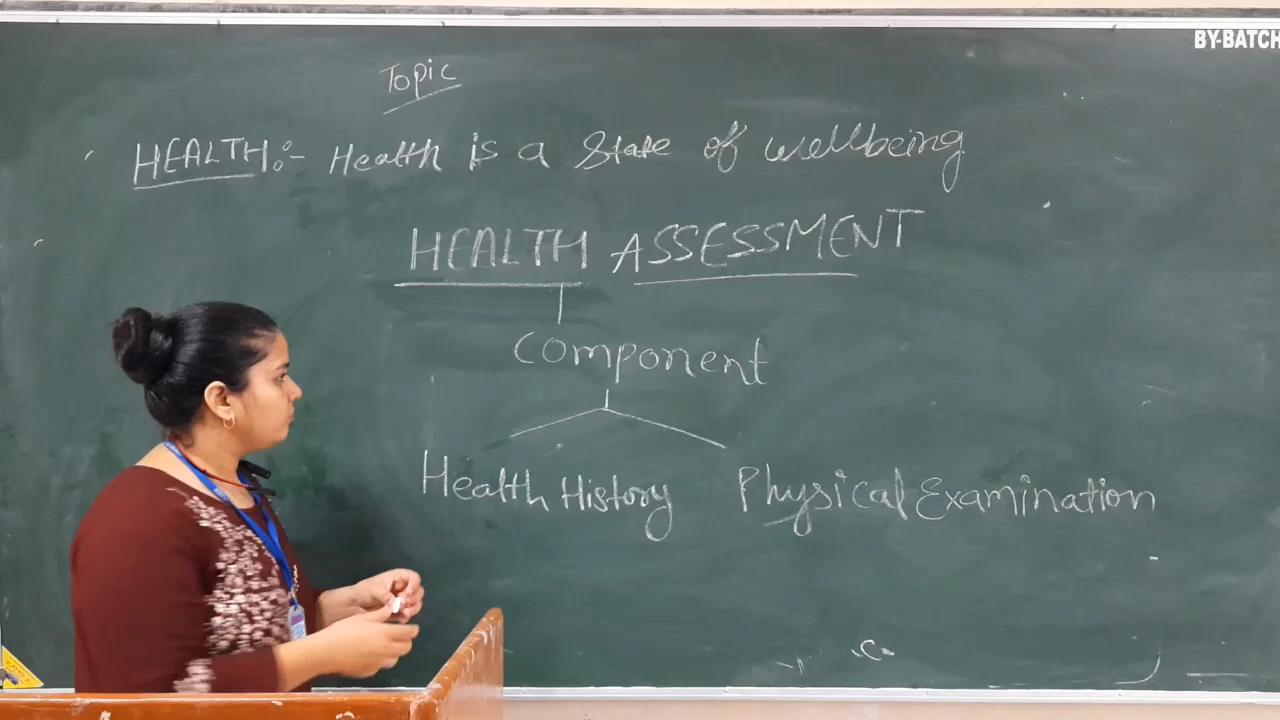 BY-BATCH
Topic
HEALTH:- Health is a State of wellbeing
HEALTH ASSESSMENT
Component
Health History Physical Examination